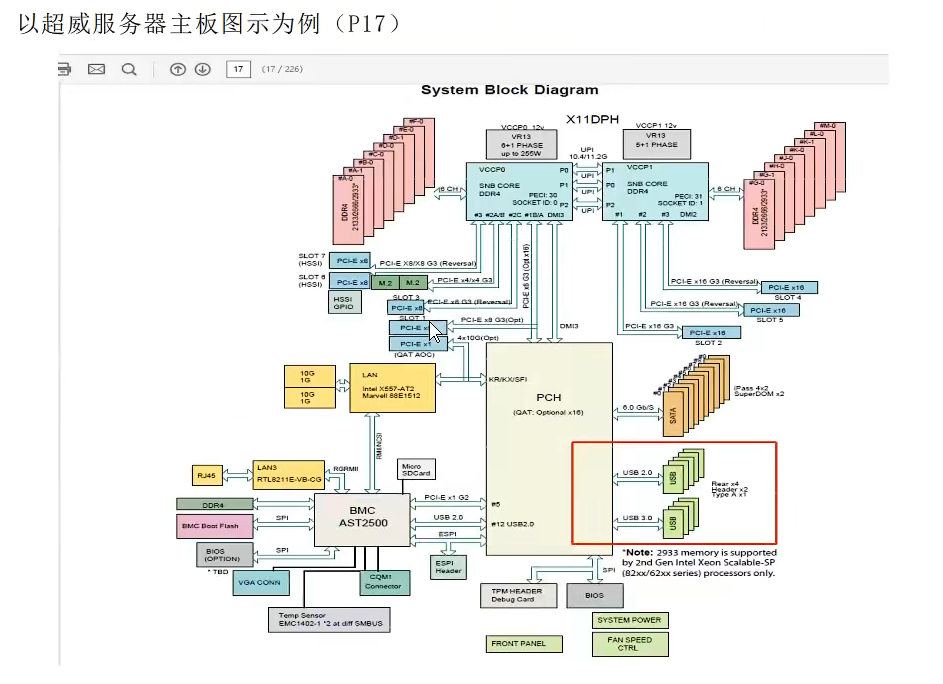 以超威服务器主板图示为例（P17）
17 (17 / 226)
System Block Diagram
X11DPH
VCCP0 12v
VR13
6+1 PHASE
up to 255W
VCCP1 12v
VR13
5+1 PHASE
UPI
10.4/11.2G
UPI
UPI
UPI
#F-0
#E-0
#D-1
#D-0
#C-0
#B-0
#A-1
#A-0
DDR4
2133/2666/2933*
6 CH
VCCP0
SNB CORE
DDR4
PECI: 30
SOCKET ID: 0
P0
P1
P2
#3 #2A/B #2C #1B/A DMI3
P1
P0
P2
VCCP1
SNB CORE
DDR4
PECI: 31
SOCKET ID: 1
#1 #2 #3 DMI2
6 CH
#M-0
#L-0
#K-1
#K-0
#J-0
#H-0
#G-1
#G-0
DDR4
2133/2666/2933*
SLOT 7
(HSSI)
PCI-E x8
PCI-E X8/X8 G3 (Reversal)
SLOT 6
(HSSI)
PCI-E x8
M.2
M.2
PCI-E x4/x4 G3
HSSI
GPIO
SLOT 3
PCI-E x8
PCI-E x8 G3 (Reversal)
SLOT 1
PCI-E x8 G3(Opt)
PCI-E x1
(QAT AOC)
4x10G(Opt)
PCI-E x8 G3 (Opt x16)
DMI3
PCI-E x16 G3 (Reversal)
PCI-E x16
SLOT 4
PCI-E x16 G3 (Reversal)
PCI-E x16
SLOT 5
PCI-E x16 G3
PCI-E x16
SLOT 2
10G
1G
10G
1G
LAN
Intel X557-AT2
Marvell 88E1512
KR/KX/SFI
PCH
(QAT: Optional x16)
6.0 Gb/S
SATA
iPass 4x2
SuperDOM x2
RMII/NCSI
USB 2.0
USB
Rear x4
Header x2
Type A x1
USB 3.0
USB
RJ45
LAN3
RTL8211E-VB-CG
RGRMII
Micro
SDCard
DDR4
BMC Boot Flash
SPI
BIOS
(OPTION)
SPI
* TBD
BMC
AST2500
PCI-E x1 G2
#5
USB 2.0
#12 USB2.0
ESPI
ESPI
Header
VGA CONN
CQM1
Connector
Temp Sensor
EMC1402-1 *2 at diff SMBUS
SPI
TPM HEADER
Debug Card
BIOS
*Note: 2933 memory is supported
by 2nd Gen Intel Xeon Scalable-SP
(82xx/62xx series) processors only.
FRONT PANEL
SYSTEM POWER
FAN SPEED
CTRL